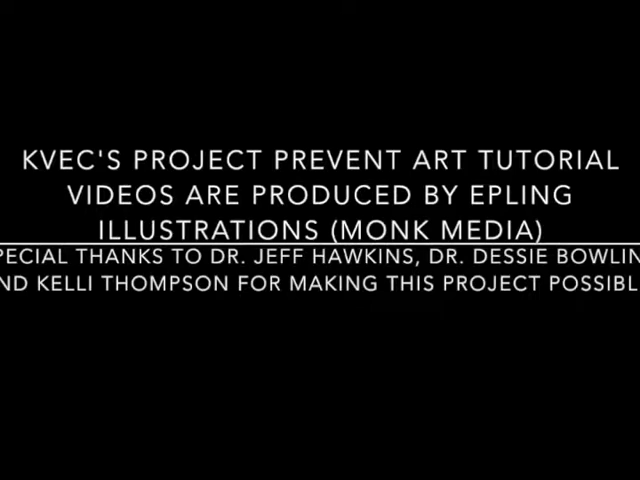 KVEC'S PROJECT PREVENT ART TUTORIAL
VIDEOS ARE PRODUCED BY EPLING
ILLUSTRATIONS (MONK MEDIA)
PECIAL THANKS TO DR. JEFF HAWKINS, DR. DESSIE BOWLIN
ND KELLI THOMPSON FOR MAKING THIS PROJECT POSSIBL